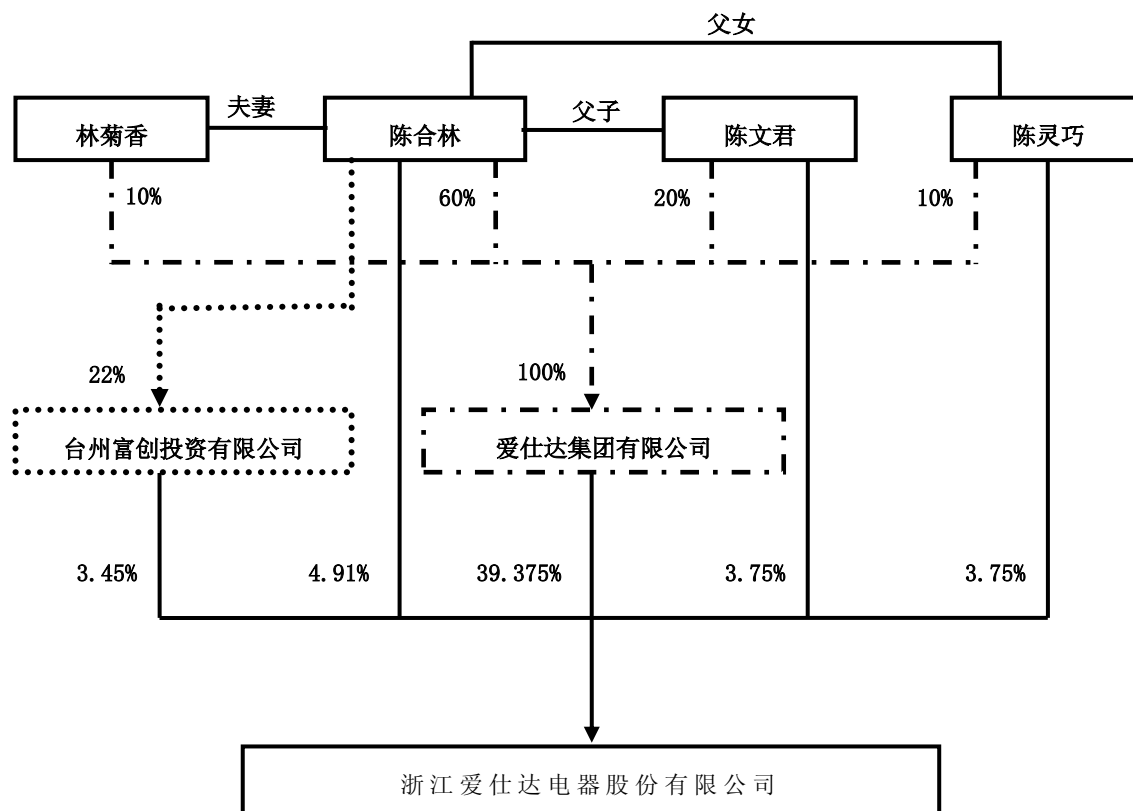 父女
夫妻
父子
林菊香
陈合林
陈文君
陈灵巧
10%
60%
20%
10%
22%
100%
台州富创投资有限公司
爱仕达集团有限公司
3.45%
4.91%
39.375%
3.75%
3.75%
浙江爱仕达电器股份有限公司